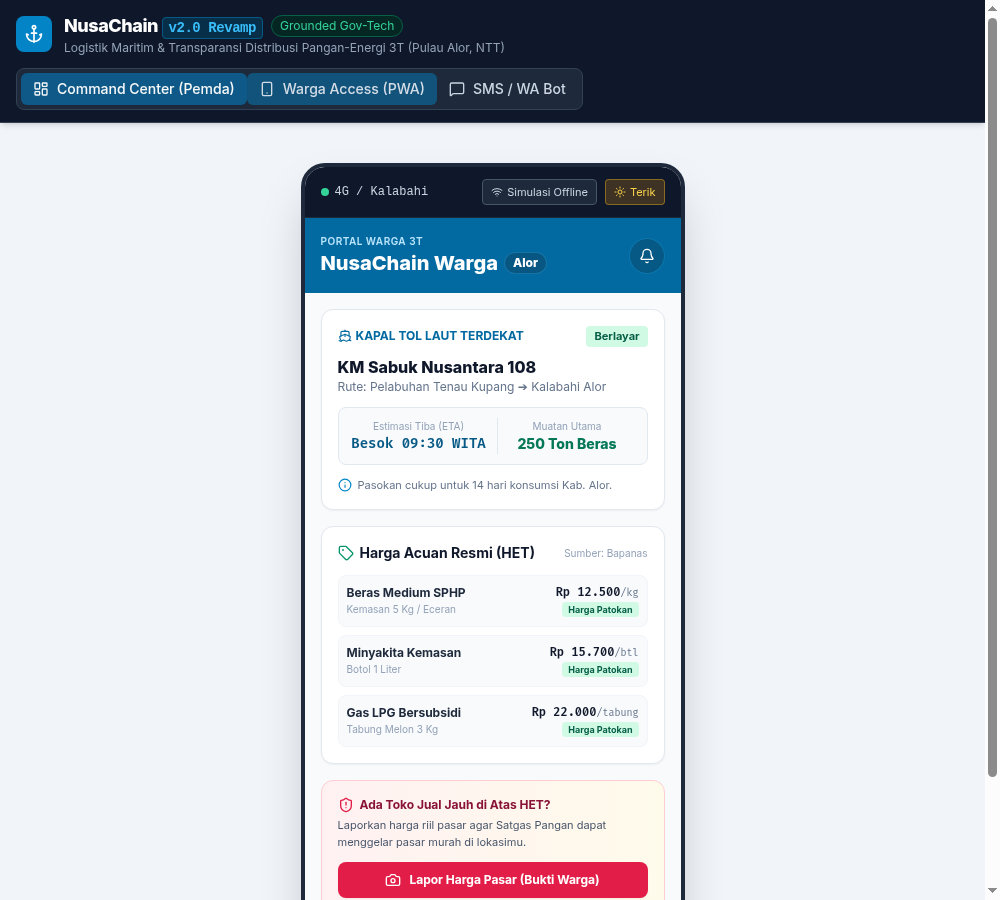 NusaChain v2.0 Revamp Grounded Gov-Tech
Logistik Maritim & Transparansi Distribusi Pangan-Energi 3T (Pulau Alor, NTT)
Command Center (Pemda) Warga Access (PWA) SMS / WA Bot
4G / Kalabahi Simulasi Offline Terik
PORTAL WARGA 3T
NusaChain Warga Alor
KAPAL TOL LAUT TERDEKAT Berlayar
KM Sabuk Nusantara 108
Rute: Pelabuhan Tenau Kupang ➔ Kalabahi Alor
Estimasi Tiba (ETA) Muatan Utama
Besok 09:30 WITA 250 Ton Beras
Pasokan cukup untuk 14 hari konsumsi Kab. Alor.
Harga Acuan Resmi (HET) Sumber: Bapanas
Beras Medium SPHP Rp 12.500/kg
Kemasan 5 Kg / Eceran Harga Patokan
Minyakita Kemasan Rp 15.700/btl
Botol 1 Liter Harga Patokan
Gas LPG Bersubsidi Rp 22.000/tabung
Tabung Melon 3 Kg Harga Patokan
Ada Toko Jual Jauh di Atas HET?
Laporkan harga riil pasar agar Satgas Pangan dapat
menggelar pasar murah di lokasimu.
Lapor Harga Pasar (Bukti Warga)